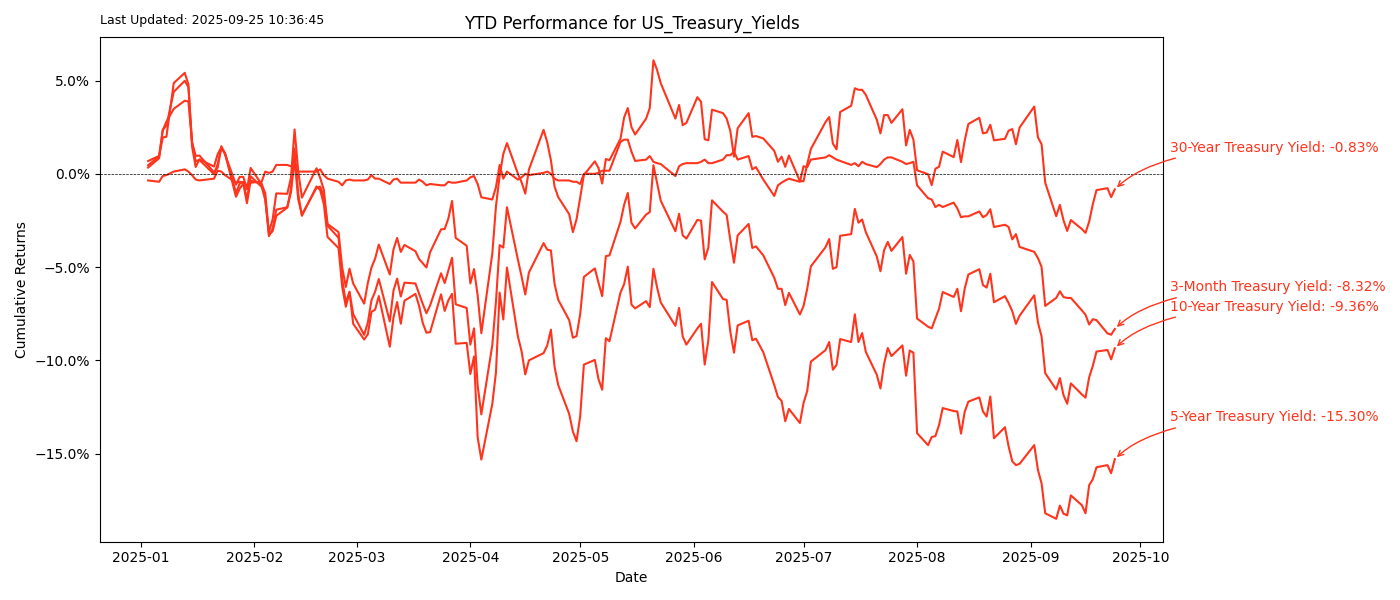 Last Updated: 2025-09-25 10:36:45
YTD Performance for US_Treasury_Yields
5.0%
0.0%
−5.0%
−10.0%
−15.0%
Cumulative Returns
30-Year Treasury Yield: -0.83%
3-Month Treasury Yield: -8.32%
10-Year Treasury Yield: -9.36%
5-Year Treasury Yield: -15.30%
2025-01 2025-02 2025-03 2025-04 2025-05 2025-06 2025-07 2025-08 2025-09 2025-10
Date